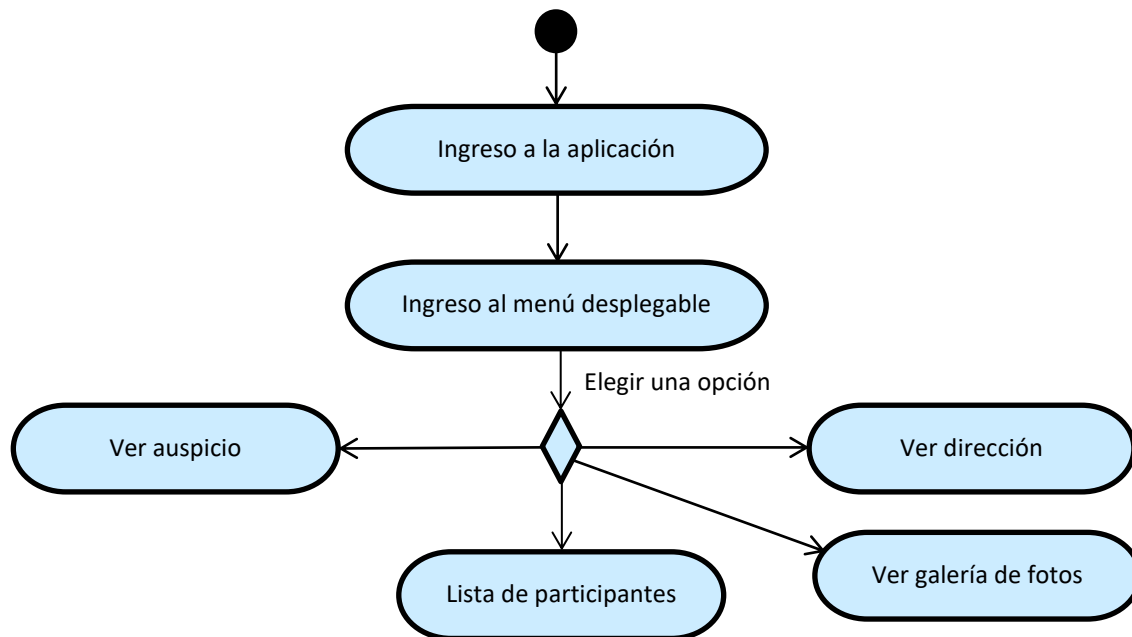 Ingreso a la aplicación
Ingreso al menú desplegable
Elegir una opción
Ver auspicio
Ver dirección
Lista de participantes
Ver galería de fotos